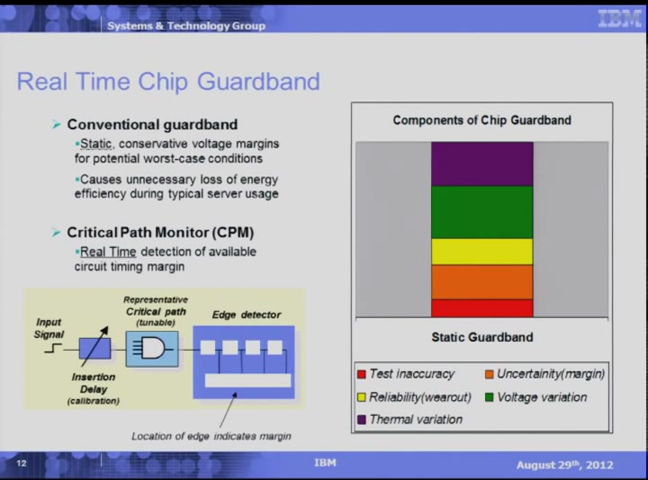 Systems & Technology Group
IBM
Real Time Chip Guardband
Conventional guardband
Static, conservative voltage margins
for potential worst-case conditions
Causes unnecessary loss of energy
efficiency during typical server usage
Critical Path Monitor (CPM)
Real Time detection of available
circuit timing margin
Input
Signal
Representative
Critical path
(tunable)
Edge detector
Insertion
Delay
(calibration)
Location of edge indicates margin
Components of Chip Guardband
Static Guardband
Test inaccuracy
Uncertainity(margin)
Reliability(wearout)
Voltage variation
Thermal variation
12
IBM
August 29th, 2012